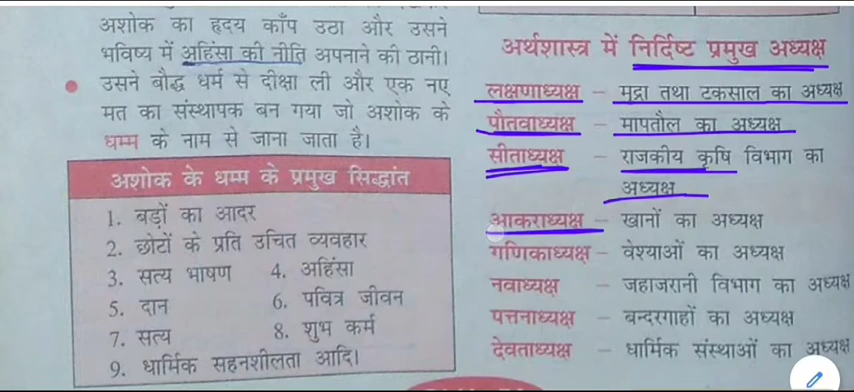 अशोक का हृदय काँप उठा और उसने
भविष्य में अहिंसा की नीति अपनाने की ठानी।
उसने बौद्ध धर्म से दीक्षा ली और एक नए
मत का संस्थापक बन गया जो अशोक के
धम्म के नाम से जाना जाता है।
अशोक के धम्म के प्रमुख सिद्धांत
1. बड़ों का आदर
2. छोटों के प्रति उचित व्यवहार
3. सत्य भाषण 4. अहिंसा
5. दान 6. पवित्र जीवन
7. सत्य 8. शुभ कर्म
9. धार्मिक सहनशीलता आदि।
अर्थशास्त्र में निर्दिष्ट प्रमुख अध्यक्ष
लक्षणाध्यक्ष – मुद्रा तथा टकसाल का अध्यक्ष
पौतवाध्यक्ष – मापतौल का अध्यक्ष
सीताध्यक्ष – राजकीय कृषि विभाग का
अध्यक्ष
आकराध्यक्ष – खानों का अध्यक्ष
गणिकाध्यक्ष – वेश्याओं का अध्यक्ष
नवाध्यक्ष – जहाजरानी विभाग का अध्यक्ष
पत्तनाध्यक्ष – बन्दरगाहों का अध्यक्ष
देवताध्यक्ष – धार्मिक संस्थाओं का अध्यक्ष